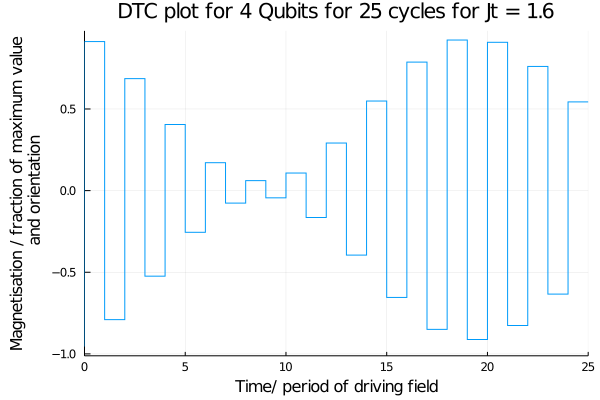 DTC plot for 4 Qubits for 25 cycles for Jt = 1.6
Magnetisation / fraction of maximum value
and orientation
0.5
0.0
−0.5
−1.0
0
5
10
15
20
25
Time/ period of driving field